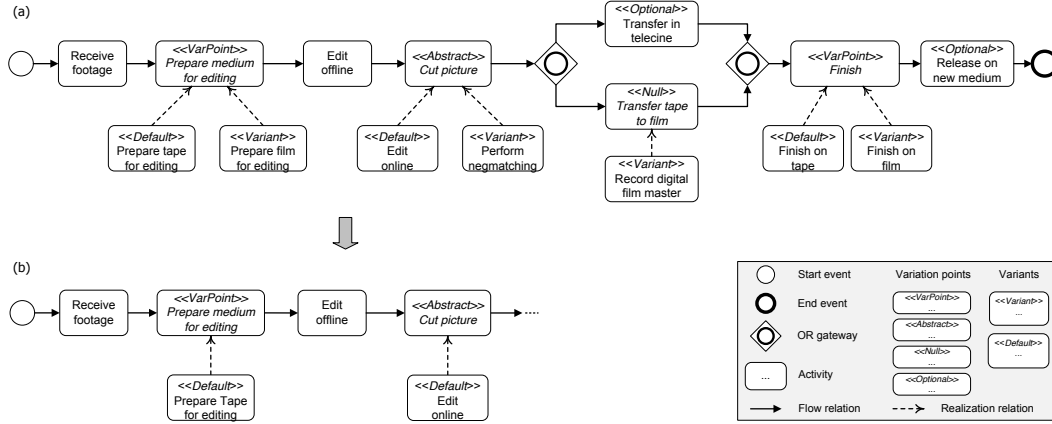 (a)
Receive
footage
<<VarPoint>>
Prepare medium
for editing
Edit
offline
<<Abstract>>
Cut picture
<<Optional>>
Transfer in
telecine
<<Null>>
Transfer tape
to film
<<VarPoint>>
Finish
<<Optional>>
Release on
new medium
<<Default>>
Prepare tape
for editing
<<Variant>>
Prepare film
for editing
<<Default>>
Edit
online
<<Variant>>
Perform
negmatching
<<Variant>>
Record digital
film master
<<Default>>
Finish on
tape
<<Variant>>
Finish on
film
(b)
Receive
footage
<<VarPoint>>
Prepare medium
for editing
Edit
offline
<<Abstract>>
Cut picture
<<Default>>
Prepare Tape
for editing
<<Default>>
Edit
online
Start event
Variation points
Variants
End event
<<VarPoint>>
...
<<Variant>>
...
OR gateway
<<Abstract>>
...
<<Default>>
...
<<Null>>
...
...
Activity
<<Optional>>
...
Flow relation
Realization relation